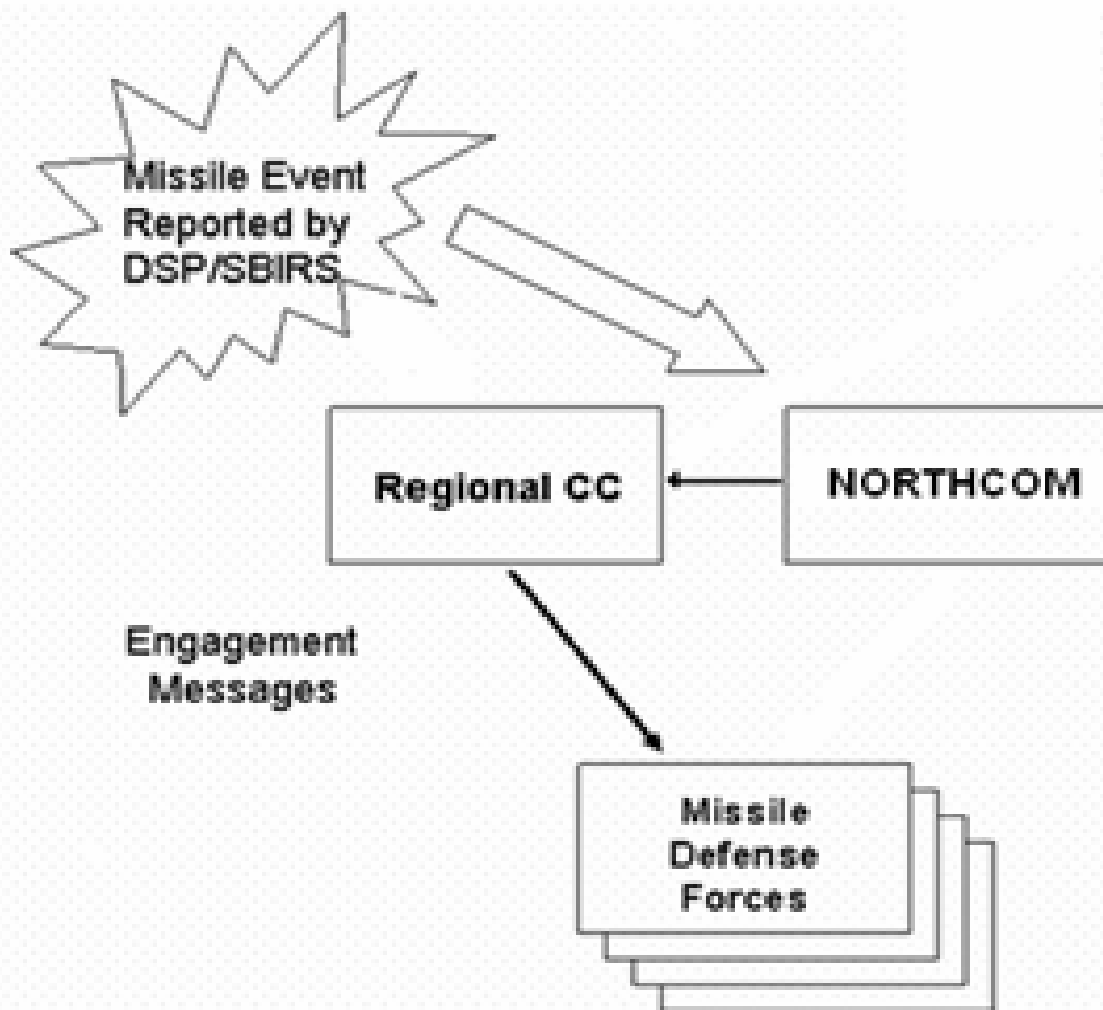 Missile Event
Reported by
DSP/SBIRS
Regional CC
NORTHCOM
Engagement
Messages
Missile
Defense
Forces